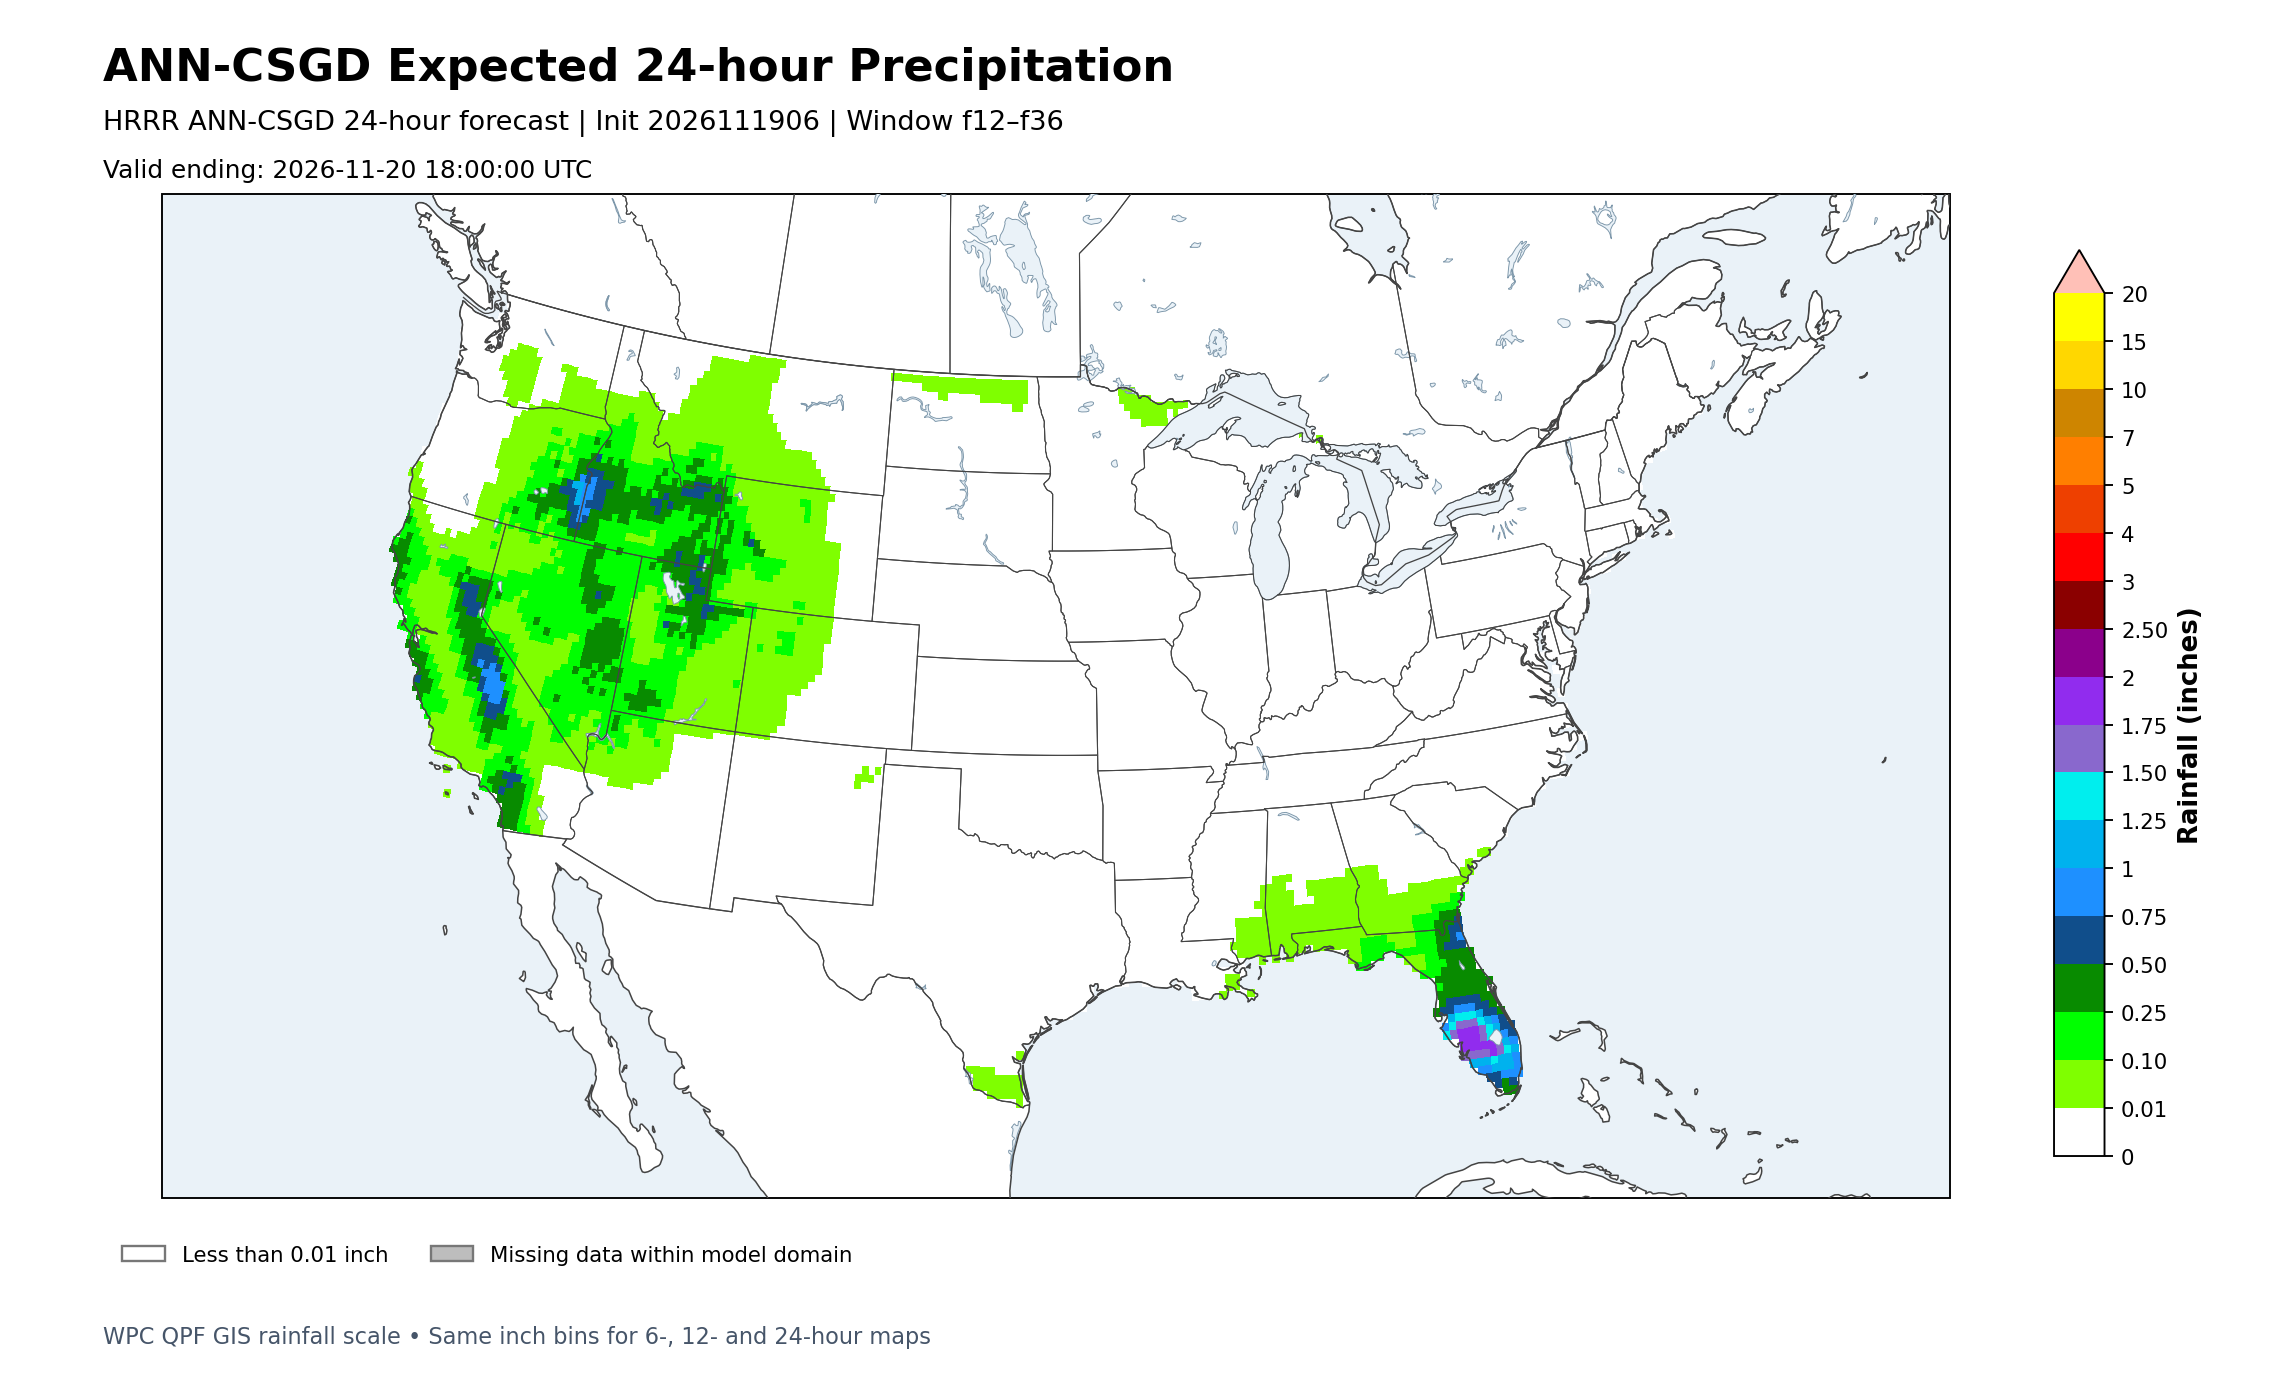 ANN-CSGD Expected 24-hour Precipitation
HRRR ANN-CSGD 24-hour forecast | Init 2026111906 | Window f12–f36
Valid ending: 2026-11-20 18:00:00 UTC
20
15
10
7
5
4
3
2.50
2
1.75
1.50
1.25
1
0.75
0.50
0.25
0.10
0.01
0
Rainfall (inches)
Less than 0.01 inch
Missing data within model domain
WPC QPF GIS rainfall scale • Same inch bins for 6-, 12- and 24-hour maps